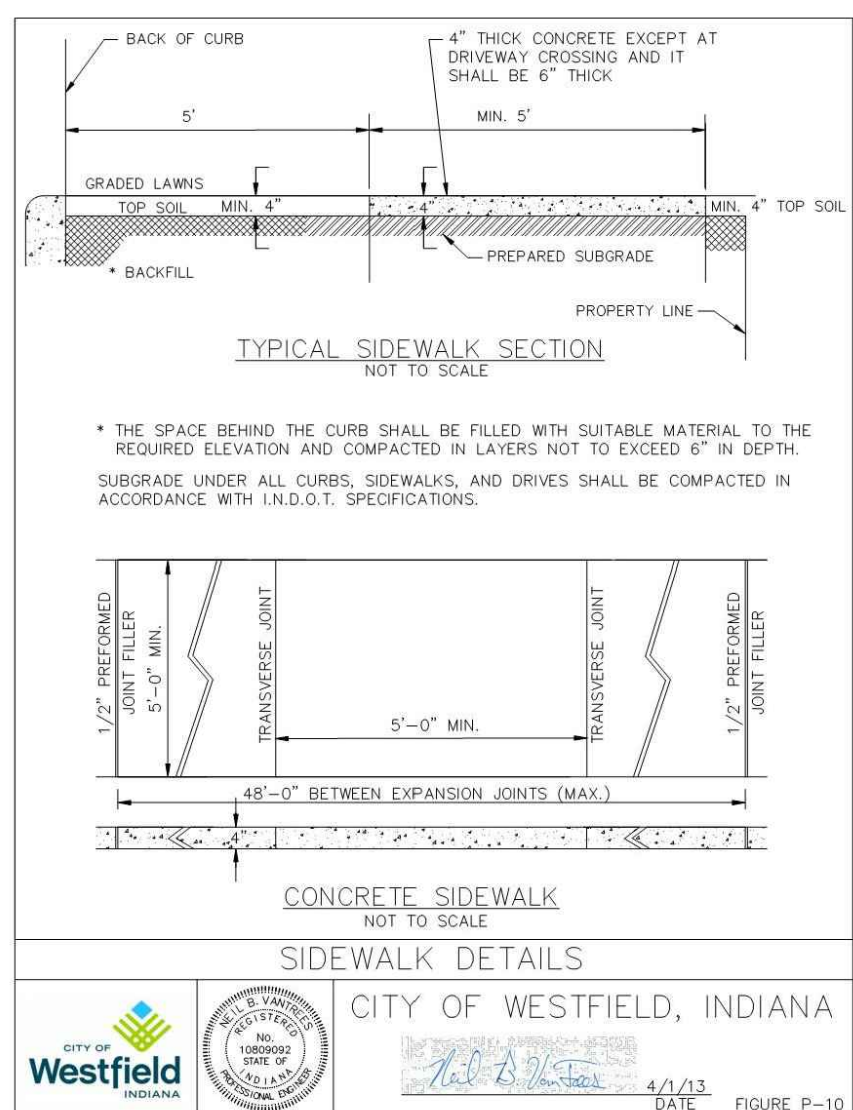 BACK OF CURB
4" THICK CONCRETE EXCEPT AT
DRIVEWAY CROSSING AND IT
SHALL BE 6" THICK
5'
MIN. 5'
GRADED LAWNS
TOP SOIL MIN. 4"
4"
MIN. 4" TOP SOIL
PREPARED SUBGRADE
* BACKFILL
PROPERTY LINE
TYPICAL SIDEWALK SECTION
NOT TO SCALE
* THE SPACE BEHIND THE CURB SHALL BE FILLED WITH SUITABLE MATERIAL TO THE
REQUIRED ELEVATION AND COMPACTED IN LAYERS NOT TO EXCEED 6" IN DEPTH.
SUBGRADE UNDER ALL CURBS, SIDEWALKS, AND DRIVES SHALL BE COMPACTED IN
ACCORDANCE WITH I.N.D.O.T. SPECIFICATIONS.
1/2" PREFORMED
JOINT FILLER
5'-0" MIN.
TRANSVERSE JOINT
5'-0" MIN.
TRANSVERSE JOINT
1/2" PREFORMED
JOINT FILLER
48'-0" BETWEEN EXPANSION JOINTS (MAX.)
4"
CONCRETE SIDEWALK
NOT TO SCALE
SIDEWALK DETAILS
CITY OF
Westfield
INDIANA
NEIL B. VANTREES
REGISTERED
No.
10809092
STATE OF
INDIANA
PROFESSIONAL ENGINEER
CITY OF WESTFIELD, INDIANA
Neil B. VanTrees
4/1/13
DATE
FIGURE P-10